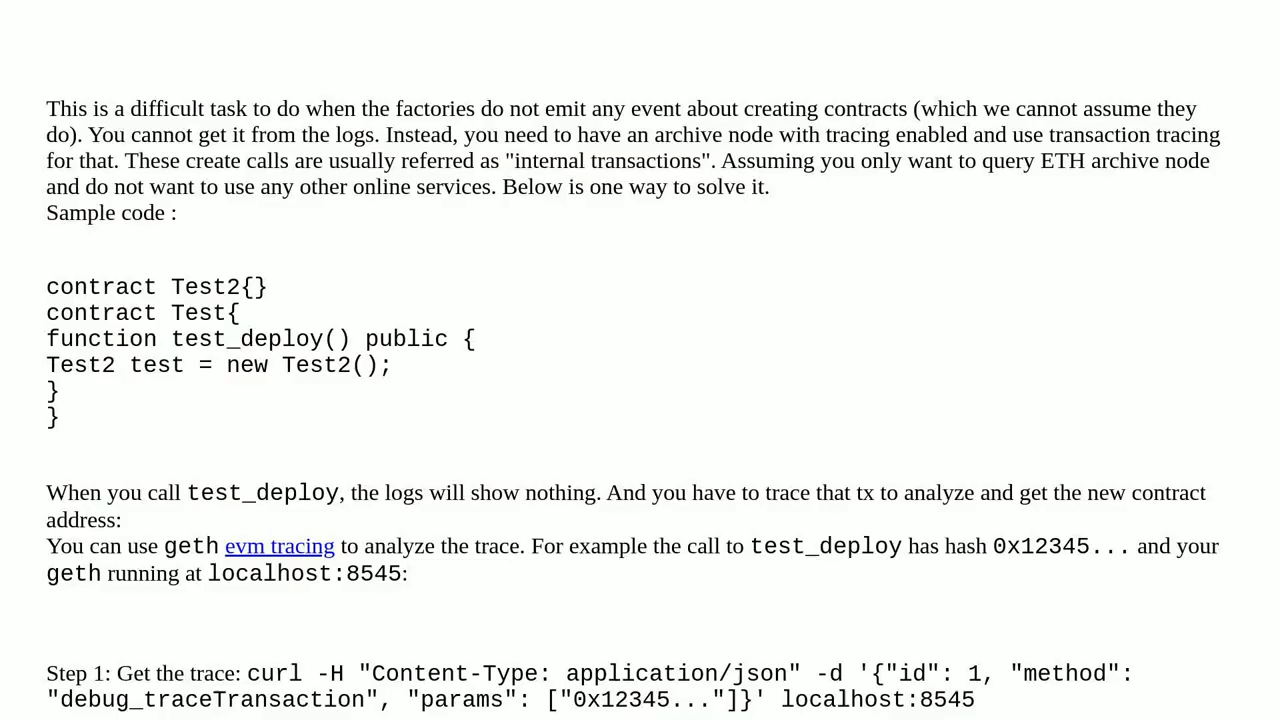 This is a difficult task to do when the factories do not emit any event about creating contracts (which we cannot assume they
do). You cannot get it from the logs. Instead, you need to have an archive node with tracing enabled and use transaction tracing
for that. These create calls are usually referred as "internal transactions". Assuming you only want to query ETH archive node
and do not want to use any other online services. Below is one way to solve it.
Sample code :
contract Test2{}
contract Test{
function test_deploy() public {
Test2 test = new Test2();
}
}
When you call test_deploy, the logs will show nothing. And you have to trace that tx to analyze and get the new contract
address:
You can use geth evm tracing to analyze the trace. For example the call to test_deploy has hash 0x12345... and your
geth running at localhost:8545:
Step 1: Get the trace: curl -H "Content-Type: application/json" -d '{"id": 1, "method":
"debug_traceTransaction", "params": ["0x12345..."]}' localhost:8545